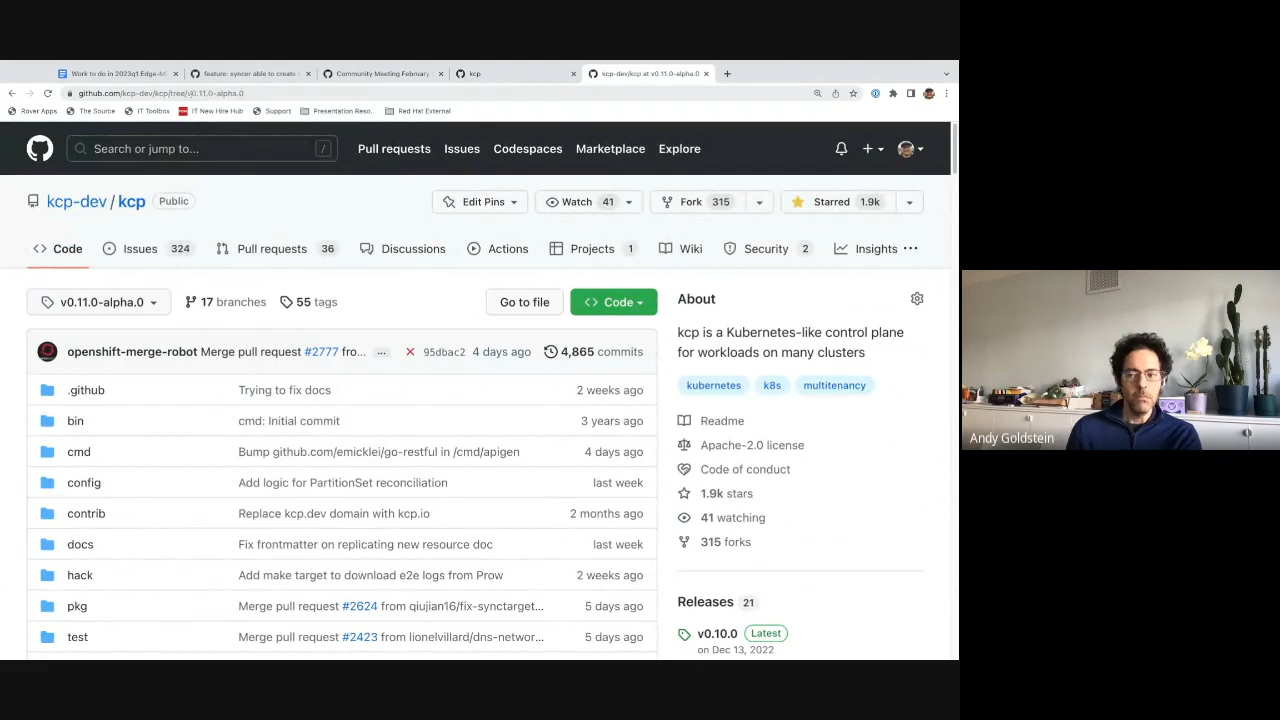 Work to do in 2023q1 Edge-M
feature: syncer able to create
Community Meeting February
kcp
kcp-dev/kcp at v0.11.0-alpha.0
github.com/kcp-dev/kcp/tree/v0.11.0-alpha.0
Rover Apps
The Source
IT Toolbox
IT New Hire Hub
Support
Presentation Reso...
Red Hat External
Search or jump to...
/
Pull requests
Issues
Codespaces
Marketplace
Explore
kcp-dev / kcp
Public
Edit Pins
Watch 41
Fork 315
Starred 1.9k
Code
Issues 324
Pull requests 36
Discussions
Actions
Projects 1
Wiki
Security 2
Insights
v0.11.0-alpha.0
17 branches
55 tags
Go to file
Code
openshift-merge-robot Merge pull request #2777 fro... ... 95dbac2 4 days ago 4,865 commits
.github Trying to fix docs 2 weeks ago
bin cmd: Initial commit 3 years ago
cmd Bump github.com/emicklei/go-restful in /cmd/apigen 4 days ago
config Add logic for PartitionSet reconciliation last week
contrib Replace kcp.dev domain with kcp.io 2 months ago
docs Fix frontmatter on replicating new resource doc last week
hack Add make target to download e2e logs from Prow 2 weeks ago
pkg Merge pull request #2624 from qiujian16/fix-synctarget... 5 days ago
test Merge pull request #2423 from lionelvillard/dns-networ... 5 days ago
About
kcp is a Kubernetes-like control plane
for workloads on many clusters
kubernetes
k8s
multitenancy
Readme
Apache-2.0 license
Code of conduct
1.9k stars
41 watching
315 forks
Releases 21
v0.10.0 Latest
on Dec 13, 2022
Andy Goldstein